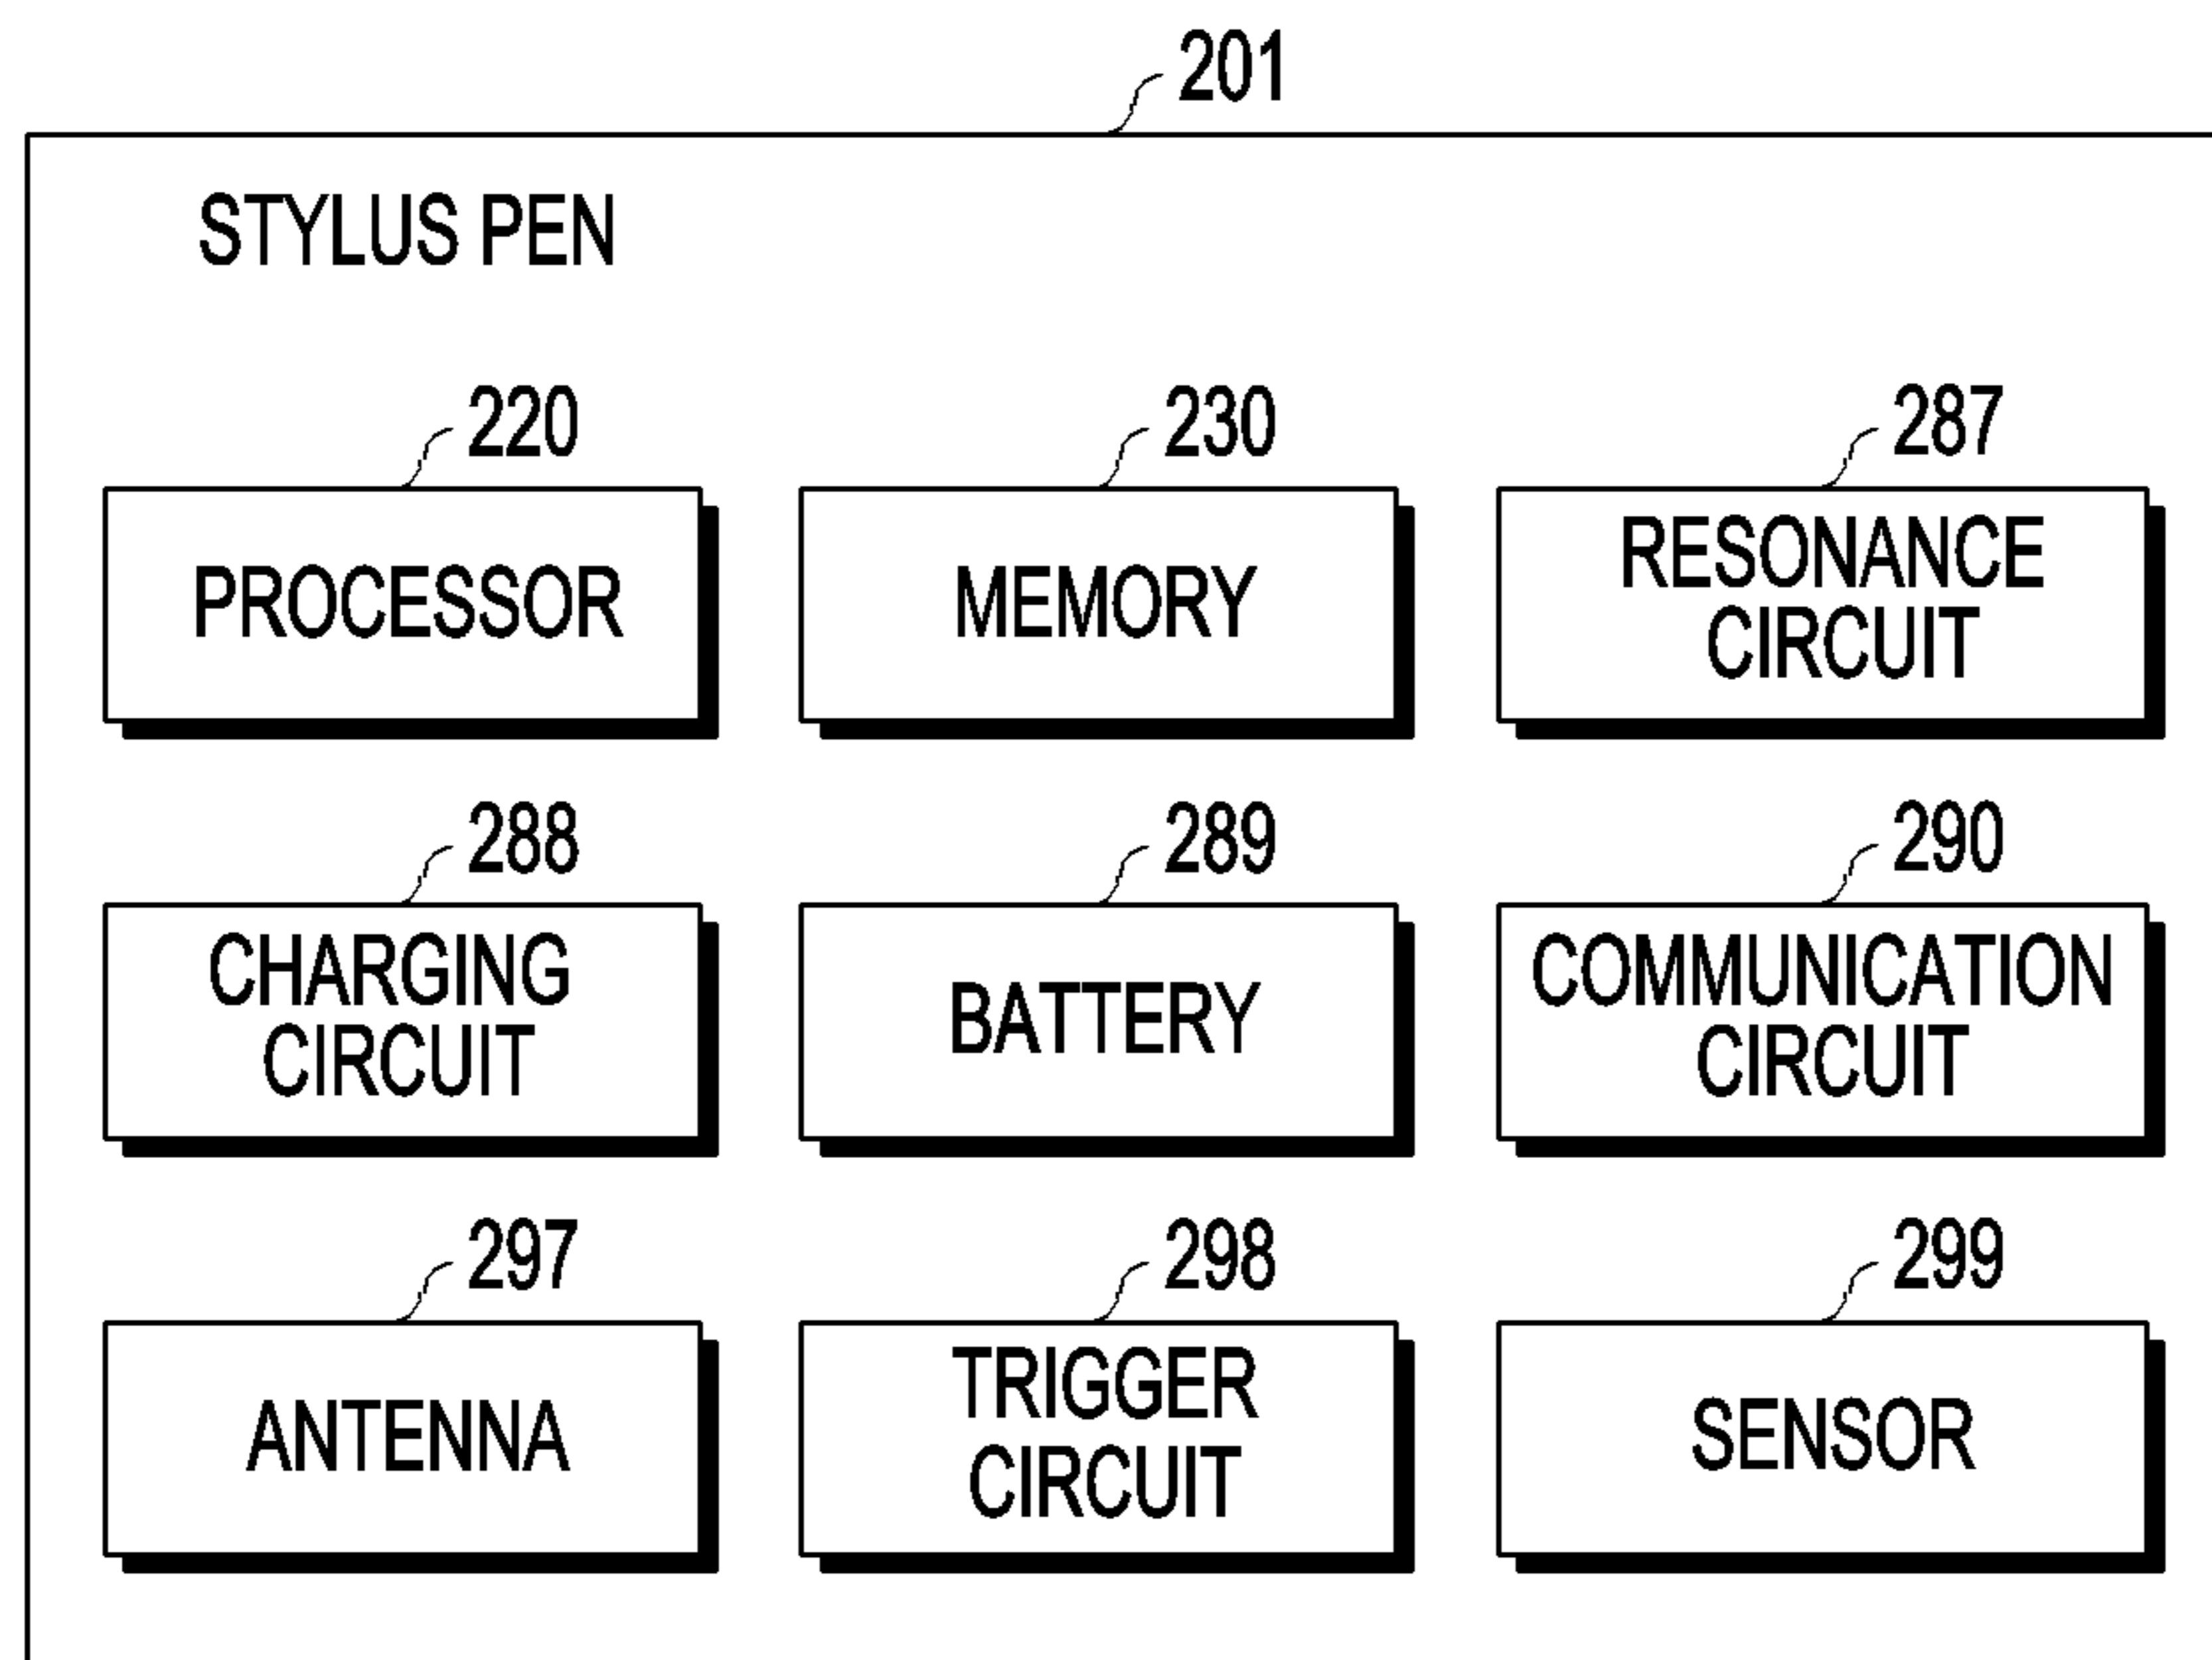 201
STYLUS PEN
220
230
287
PROCESSOR
MEMORY
RESONANCE
CIRCUIT
288
289
290
CHARGING
CIRCUIT
BATTERY
COMMUNICATION
CIRCUIT
297
298
299
ANTENNA
TRIGGER
CIRCUIT
SENSOR